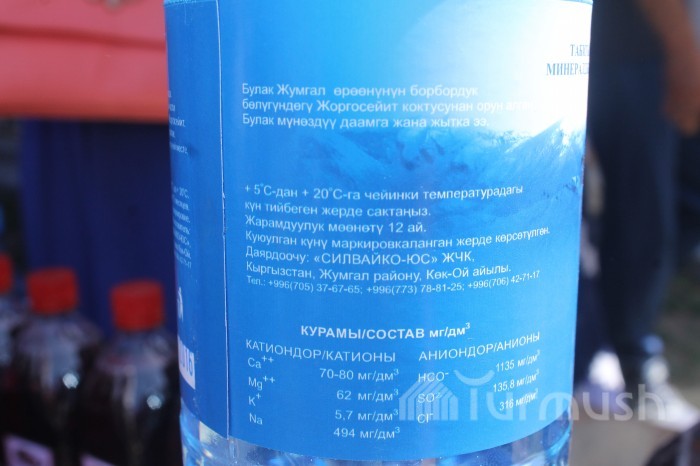 Булак Жумгал өрөөнүнүн борбордук
бөлүгүндөгү Жоргосейит коктусунан орун
Булак мүнөздүү даамга жана жытка ээ.
+ 5°С-дан + 20°С-га чейинки температурадагы
күн тийбеген жерде сактаңыз.
Жарамдуулук мөөнөтү 12 ай.
Куюулган күнү маркировкаланган жерде көрсөтүлгөн.
Даярдоочу: «СИЛВАЙКО-ЮС» ЖЧК,
Кыргызстан, Жумгал району, Көк-Ой айылы.
Тел.: +996(705) 37-67-65; +996(773) 78-81-25; +996(706) 42-71-17
КУРАМЫ/СОСТАВ мг/дм³
КАТИОНДОР/КАТИОНЫ АНИОНДОР/АНИОНЫ
Ca⁺⁺ 70-80 мг/дм³ HCO⁻ 1135 мг/дм³
Mg⁺⁺ 62 мг/дм³ SO⁻ 135,8 мг/дм³
K⁺ 5,7 мг/дм³ Cl⁻ 316 мг/дм³
Na 494 мг/дм³
Turmush